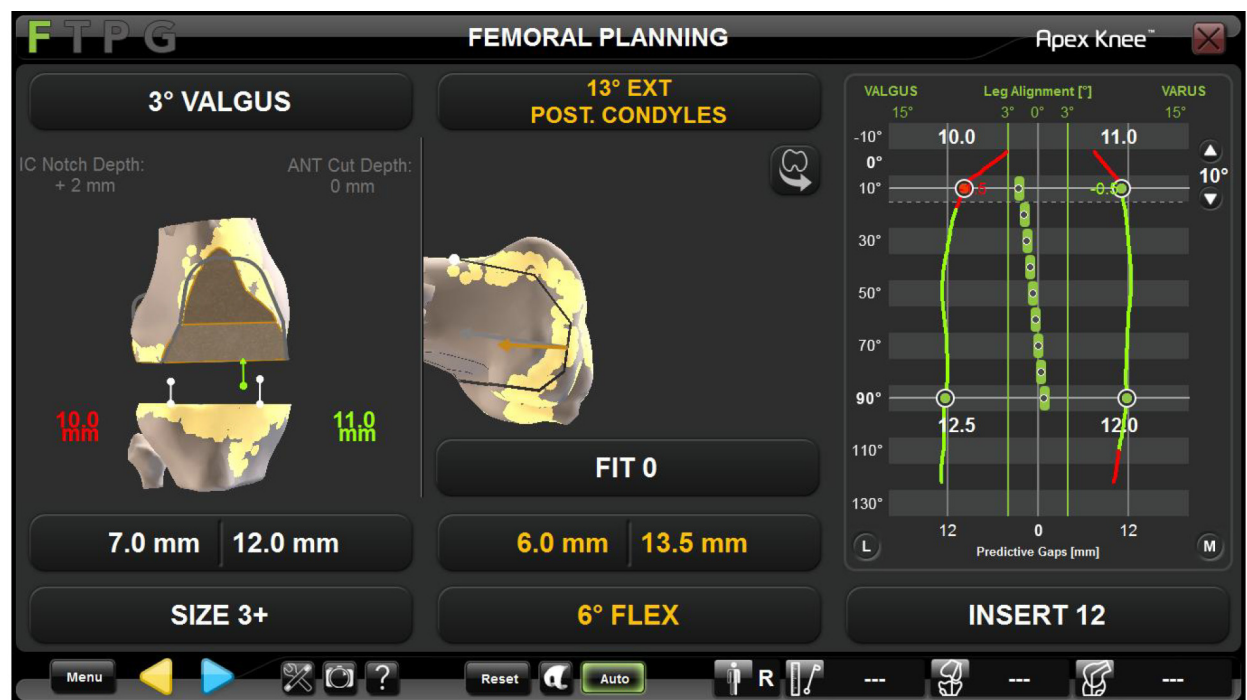 FTPG
FEMORAL PLANNING
Apex Knee™
3° VALGUS
13° EXT
POST. CONDYLES
IC Notch Depth:
+ 2 mm
ANT Cut Depth:
0 mm
10.0
mm
11.0
mm
FIT 0
7.0 mm 12.0 mm
6.0 mm 13.5 mm
SIZE 3+
6° FLEX
VALGUS Leg Alignment [°] VARUS
15° 3° 0° 3° 15°
-10° 10.0 11.0
0°
10° -0.5 10°
30°
50°
70°
90°
12.5 12.0
110°
130°
12 0 12
L Predictive Gaps [mm] M
INSERT 12
Menu ? Reset Auto R --- --- ---